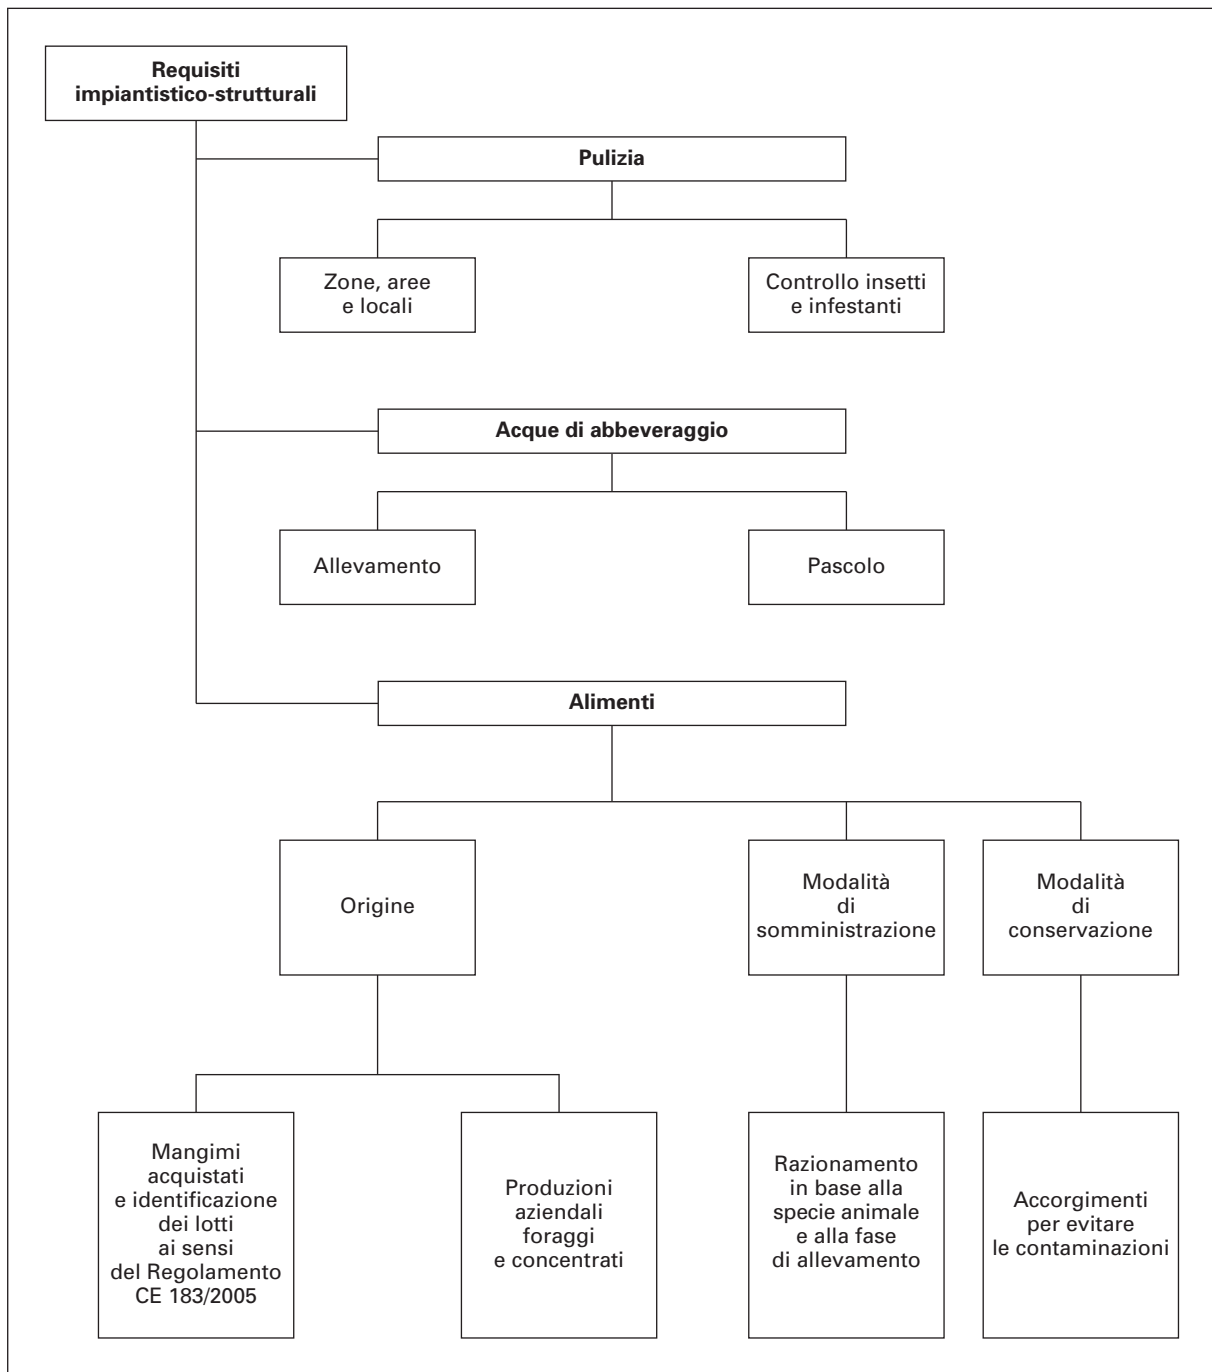 Requisiti
impiantistico-strutturali
Pulizia
Zone, aree
e locali
Controllo insetti
e infestanti
Acque di abbeveraggio
Allevamento
Pascolo
Alimenti
Origine
Modalità
di
somministrazione
Modalità
di
conservazione
Mangimi
acquistati
e identificazione
dei lotti
ai sensi
del Regolamento
CE 183/2005
Produzioni
aziendali
foraggi
e concentrati
Razionamento
in base alla
specie animale
e alla fase
di allevamento
Accorgimenti
per evitare
le contaminazioni